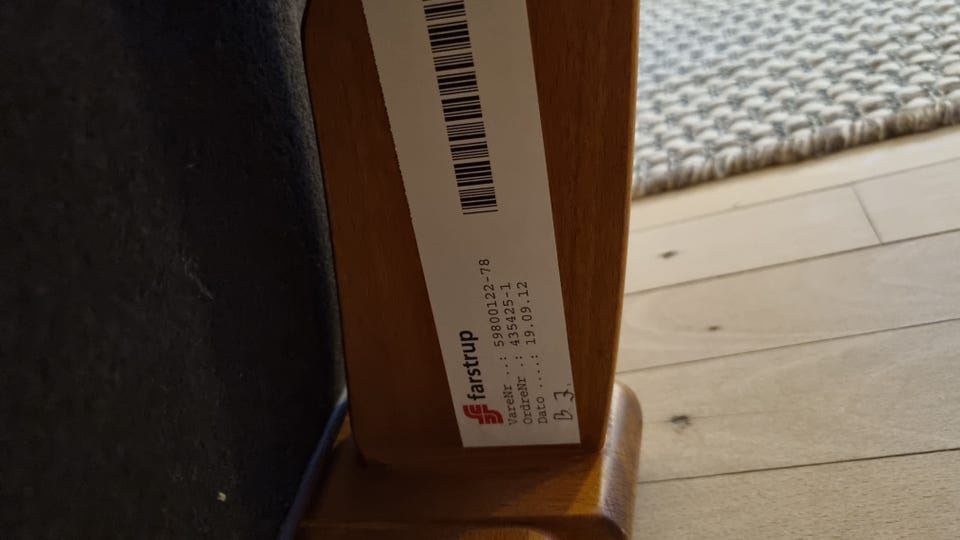 farstrup
VareNr ..: 59800122-78
OrdreNr .: 435425-1
Dato ....: 19.09.12
B.J.